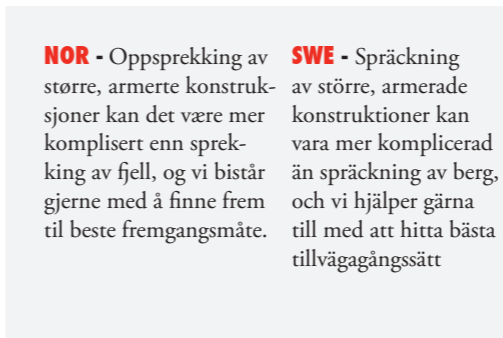 NOR - Oppsprekking av
større, armerte konstruk-
sjoner kan det være mer
komplisert enn sprek-
king av fjell, og vi bistår
gjerne med å finne frem
til beste fremgangsmåte.
SWE - Spräckning
av större, armerade
konstruktioner kan
vara mer komplicerad
än spräckning av berg,
och vi hjälper gärna
till med att hitta bästa
tillvägagångssätt